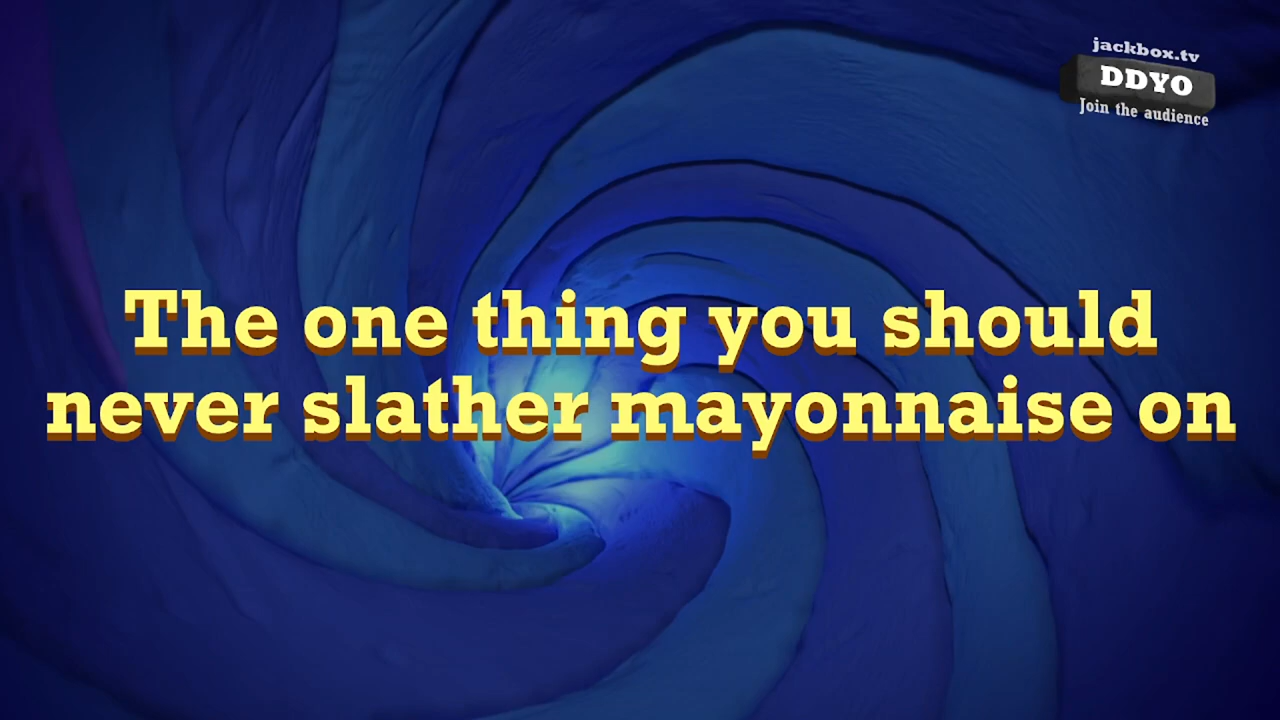 jackbox.tv
DDYO
Join the audience
The one thing you should
never slather mayonnaise on